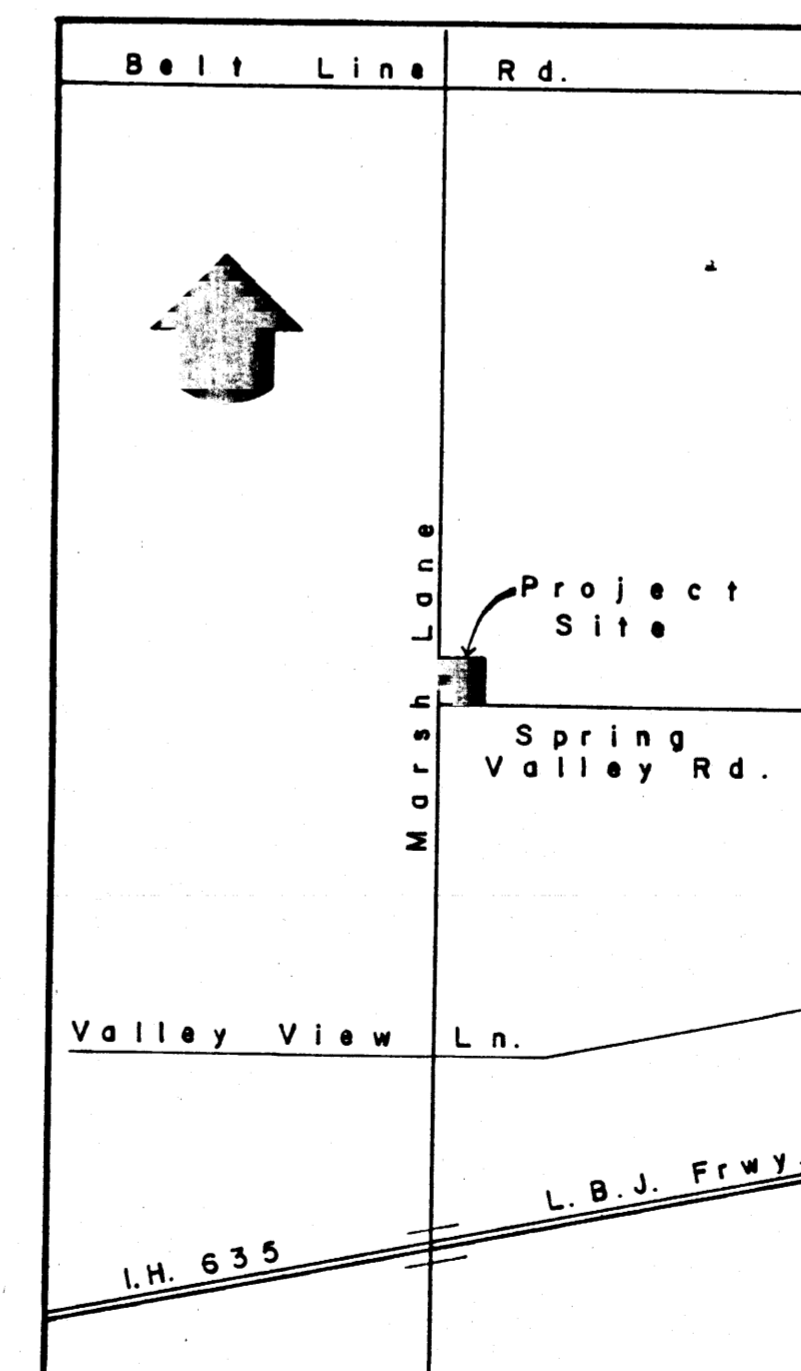 Belt Line Rd.
Marsh Lane
Project
Site
Spring
Valley Rd.
Valley View Ln.
L.B.J. Frwy.
I.H. 635